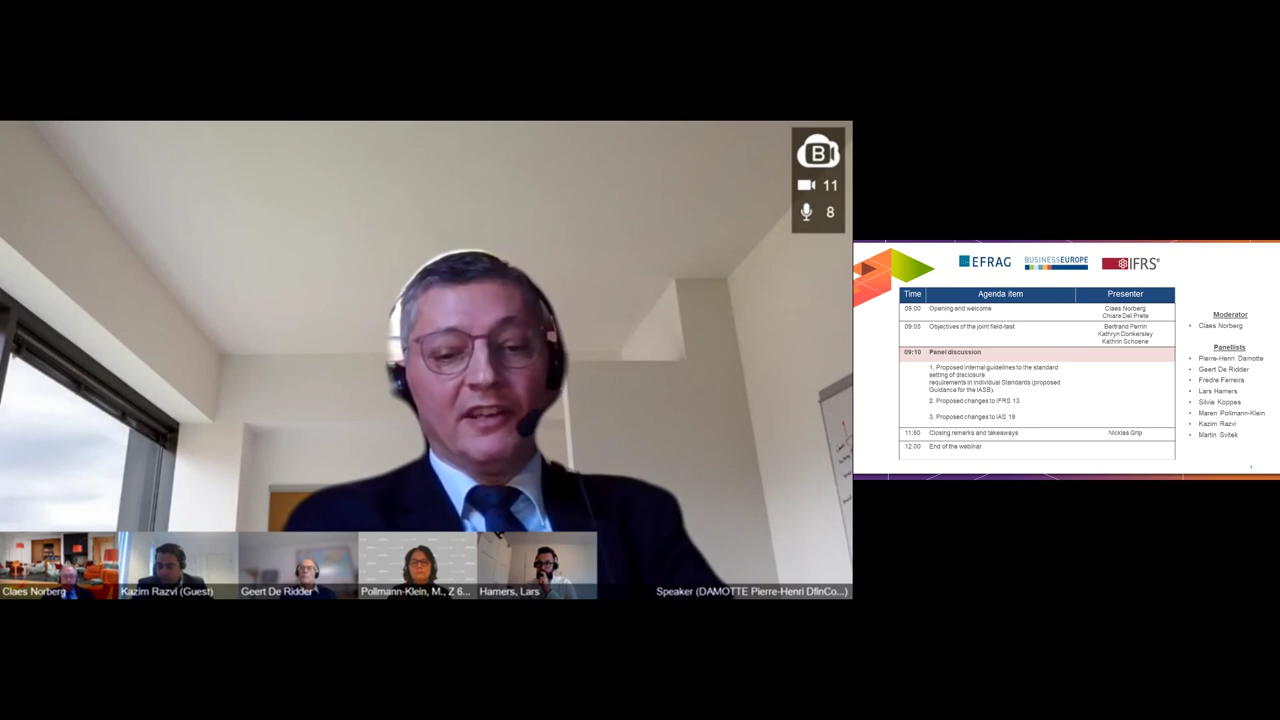 B
11
8
Claes Norberg
Kazim Razvi (Guest)
Geert De Ridder
Pollmann-Klein, M., Z 6...
Hamers, Lars
Speaker (DAMOTTE Pierre-Henri DfinCo...)
EFRAG
BUSINESSEUROPE
IFRS®
Time Agenda item Presenter
09:00 Opening and welcome Claes Norberg
Chiara Del Prete
09:05 Objectives of the joint field-test Bertrand Perrin
Kathryn Donkersley
Kathrin Schoene
09:10 Panel discussion
1. Proposed internal guidelines to the standard
setting of disclosure
requirements in individual Standards (proposed
Guidance for the IASB).
2. Proposed changes to IFRS 13
3. Proposed changes to IAS 19
11:50 Closing remarks and takeaways Nicklas Grip
12:00 End of the webinar
Moderator
• Claes Norberg
Panellists
• Pierre-Henri Damotte
• Geert De Ridder
• Fredre Ferreira
• Lars Hamers
• Silvie Koppes
• Maren Pollmann-Klein
• Kazim Razvi
• Martin Svitek